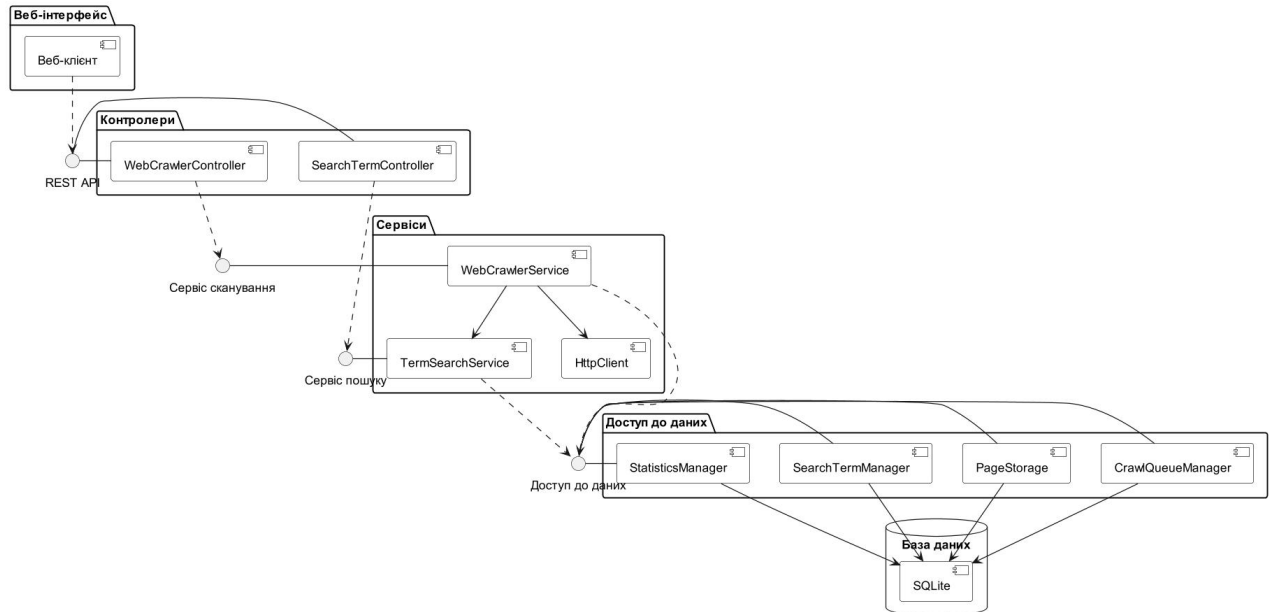 Веб-інтерфейс
Веб-клієнт
Контролери
WebCrawlerController
SearchTermController
REST API
Сервіси
WebCrawlerService
Сервіс сканування
TermSearchService
HttpClient
Сервіс пошуку
Доступ до даних
StatisticsManager
SearchTermManager
PageStorage
CrawlQueueManager
Доступ до даних
База даних
SQLite